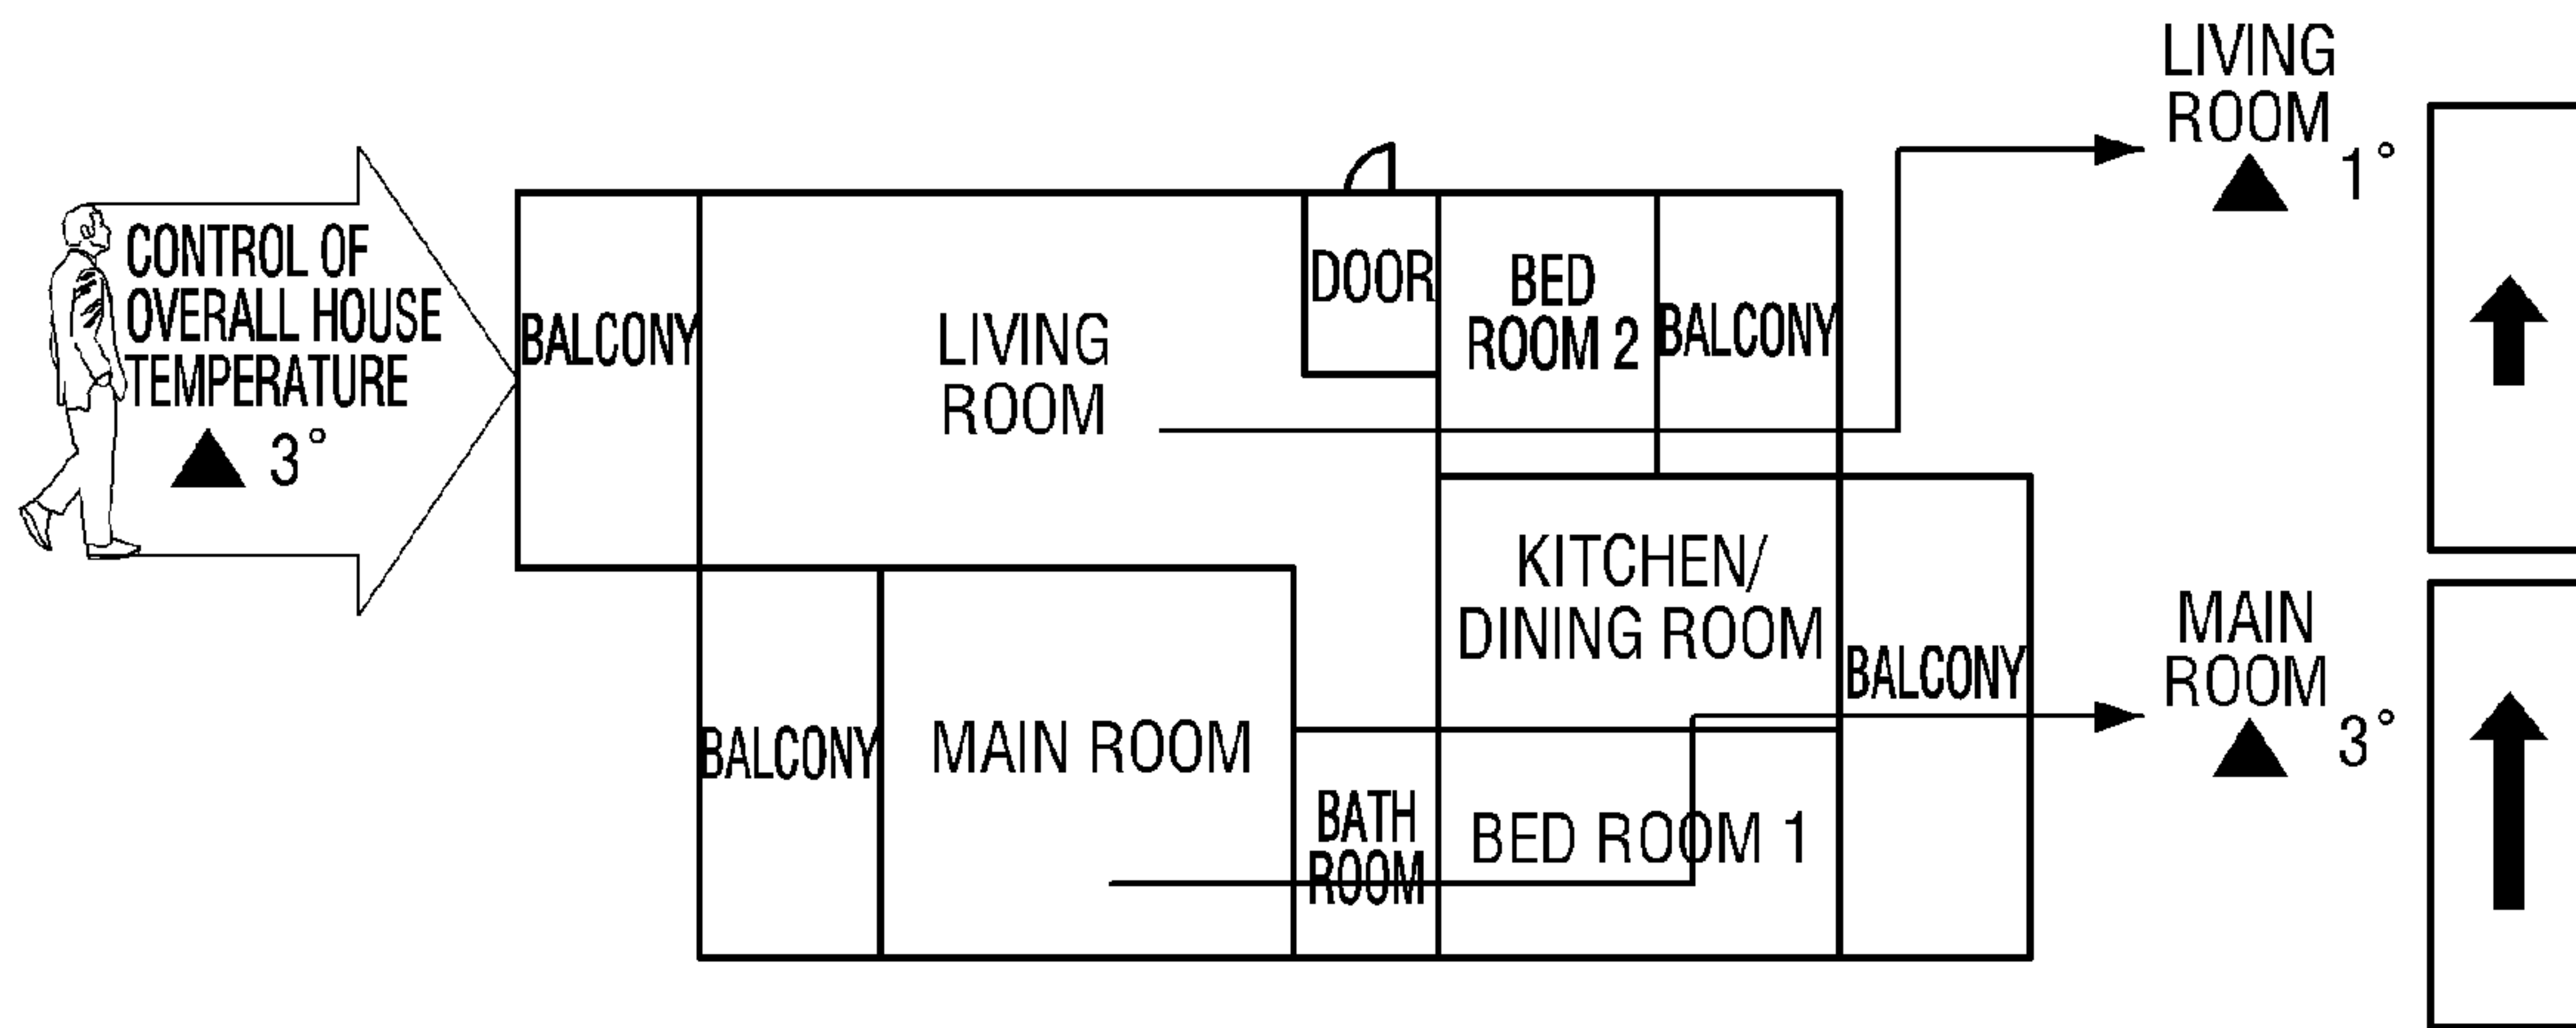 CONTROL OF
OVERALL HOUSE
TEMPERATURE
▲ 3°
BALCONY
LIVING
ROOM
DOOR
BED
ROOM 2
BALCONY
KITCHEN/
DINING ROOM
BALCONY
BALCONY
MAIN ROOM
BATH
ROOM
BED ROOM 1
LIVING
ROOM
▲ 1°
MAIN
ROOM
▲ 3°